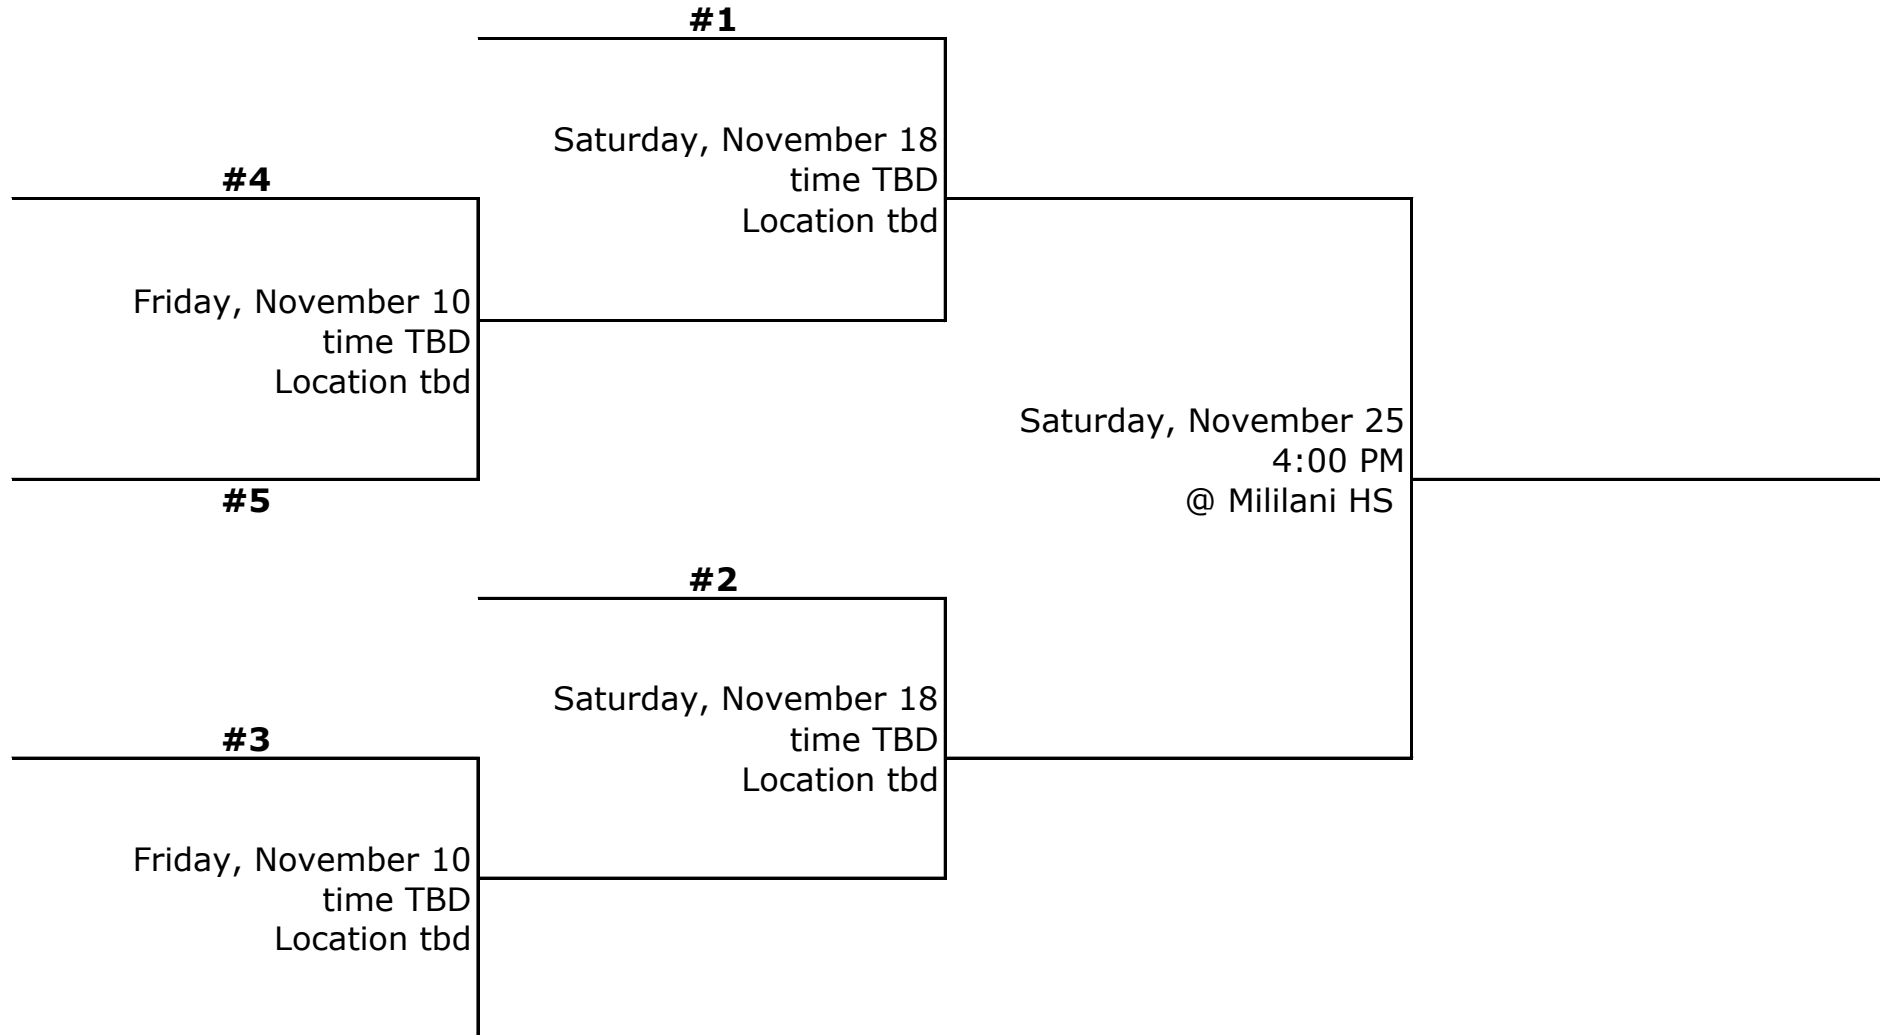 #1
Saturday, November 18
time TBD
Location tbd
#4
Friday, November 10
time TBD
Location tbd
#5
Saturday, November 25
4:00 PM
@ Mililani HS
#2
Saturday, November 18
time TBD
Location tbd
#3
Friday, November 10
time TBD
Location tbd